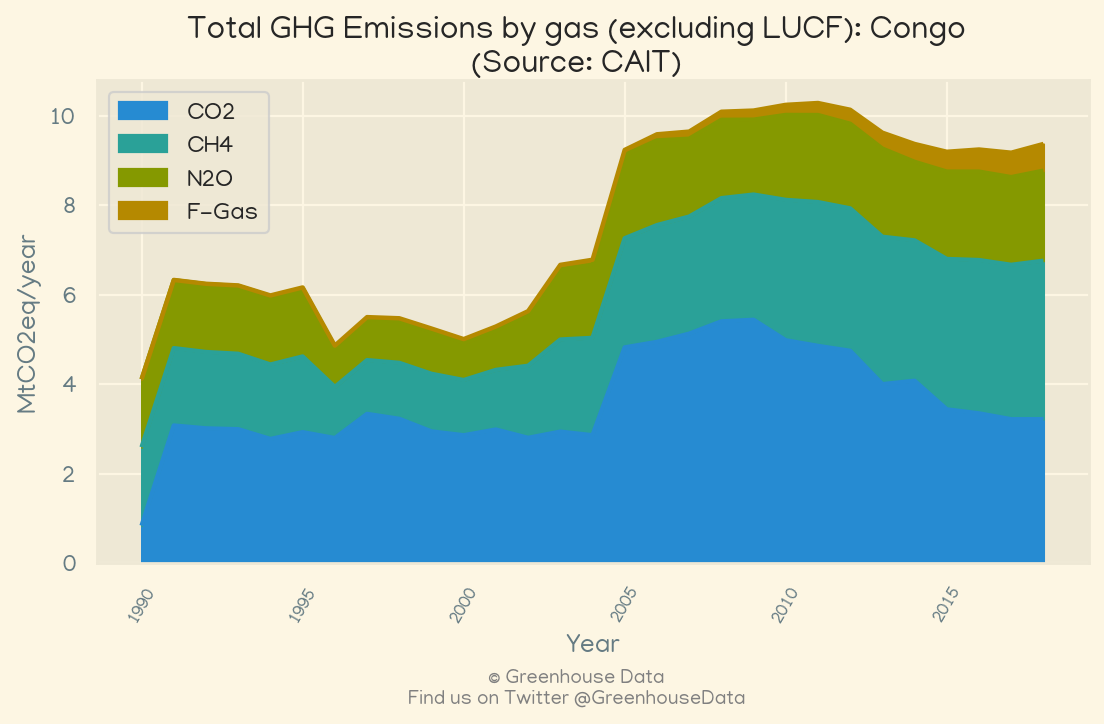 Total GHG Emissions by gas (excluding LUCF): Congo
(Source: CAIT)
CO2
CH4
N2O
F-Gas
MtCO2eq/year
10
8
6
4
2
0
1990
1995
2000
2005
2010
2015
Year
© Greenhouse Data
Find us on Twitter @GreenhouseData